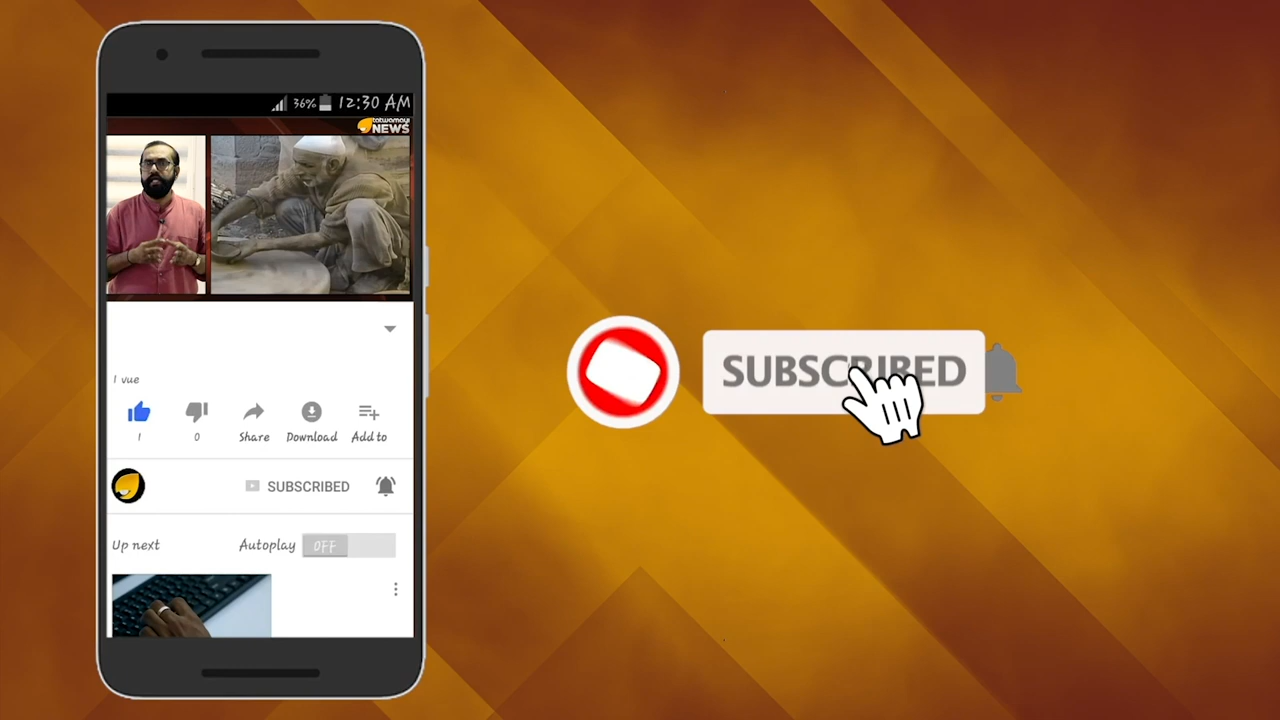 36% 12:30 AM
tatwamayi
NEWS
1 vue
1
0
Share
Download
Add to
SUBSCRIBED
Up next
Autoplay
OFF
SUBSCRIBED